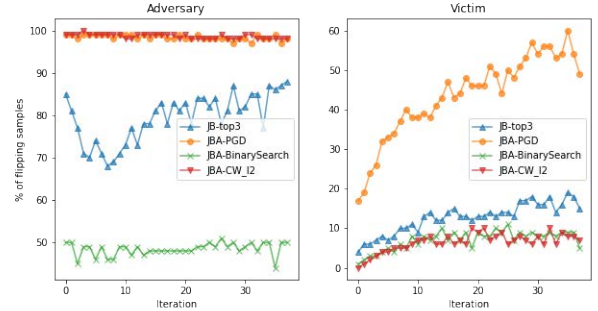 Adversary
% of flipping samples
100
90
80
70
60
50
0
10
20
30
Iteration
JB-top3
JBA-PGD
JBA-BinarySearch
JBA-CW_l2
Victim
60
50
40
30
20
10
0
0
10
20
30
Iteration
JB-top3
JBA-PGD
JBA-BinarySearch
JBA-CW_l2